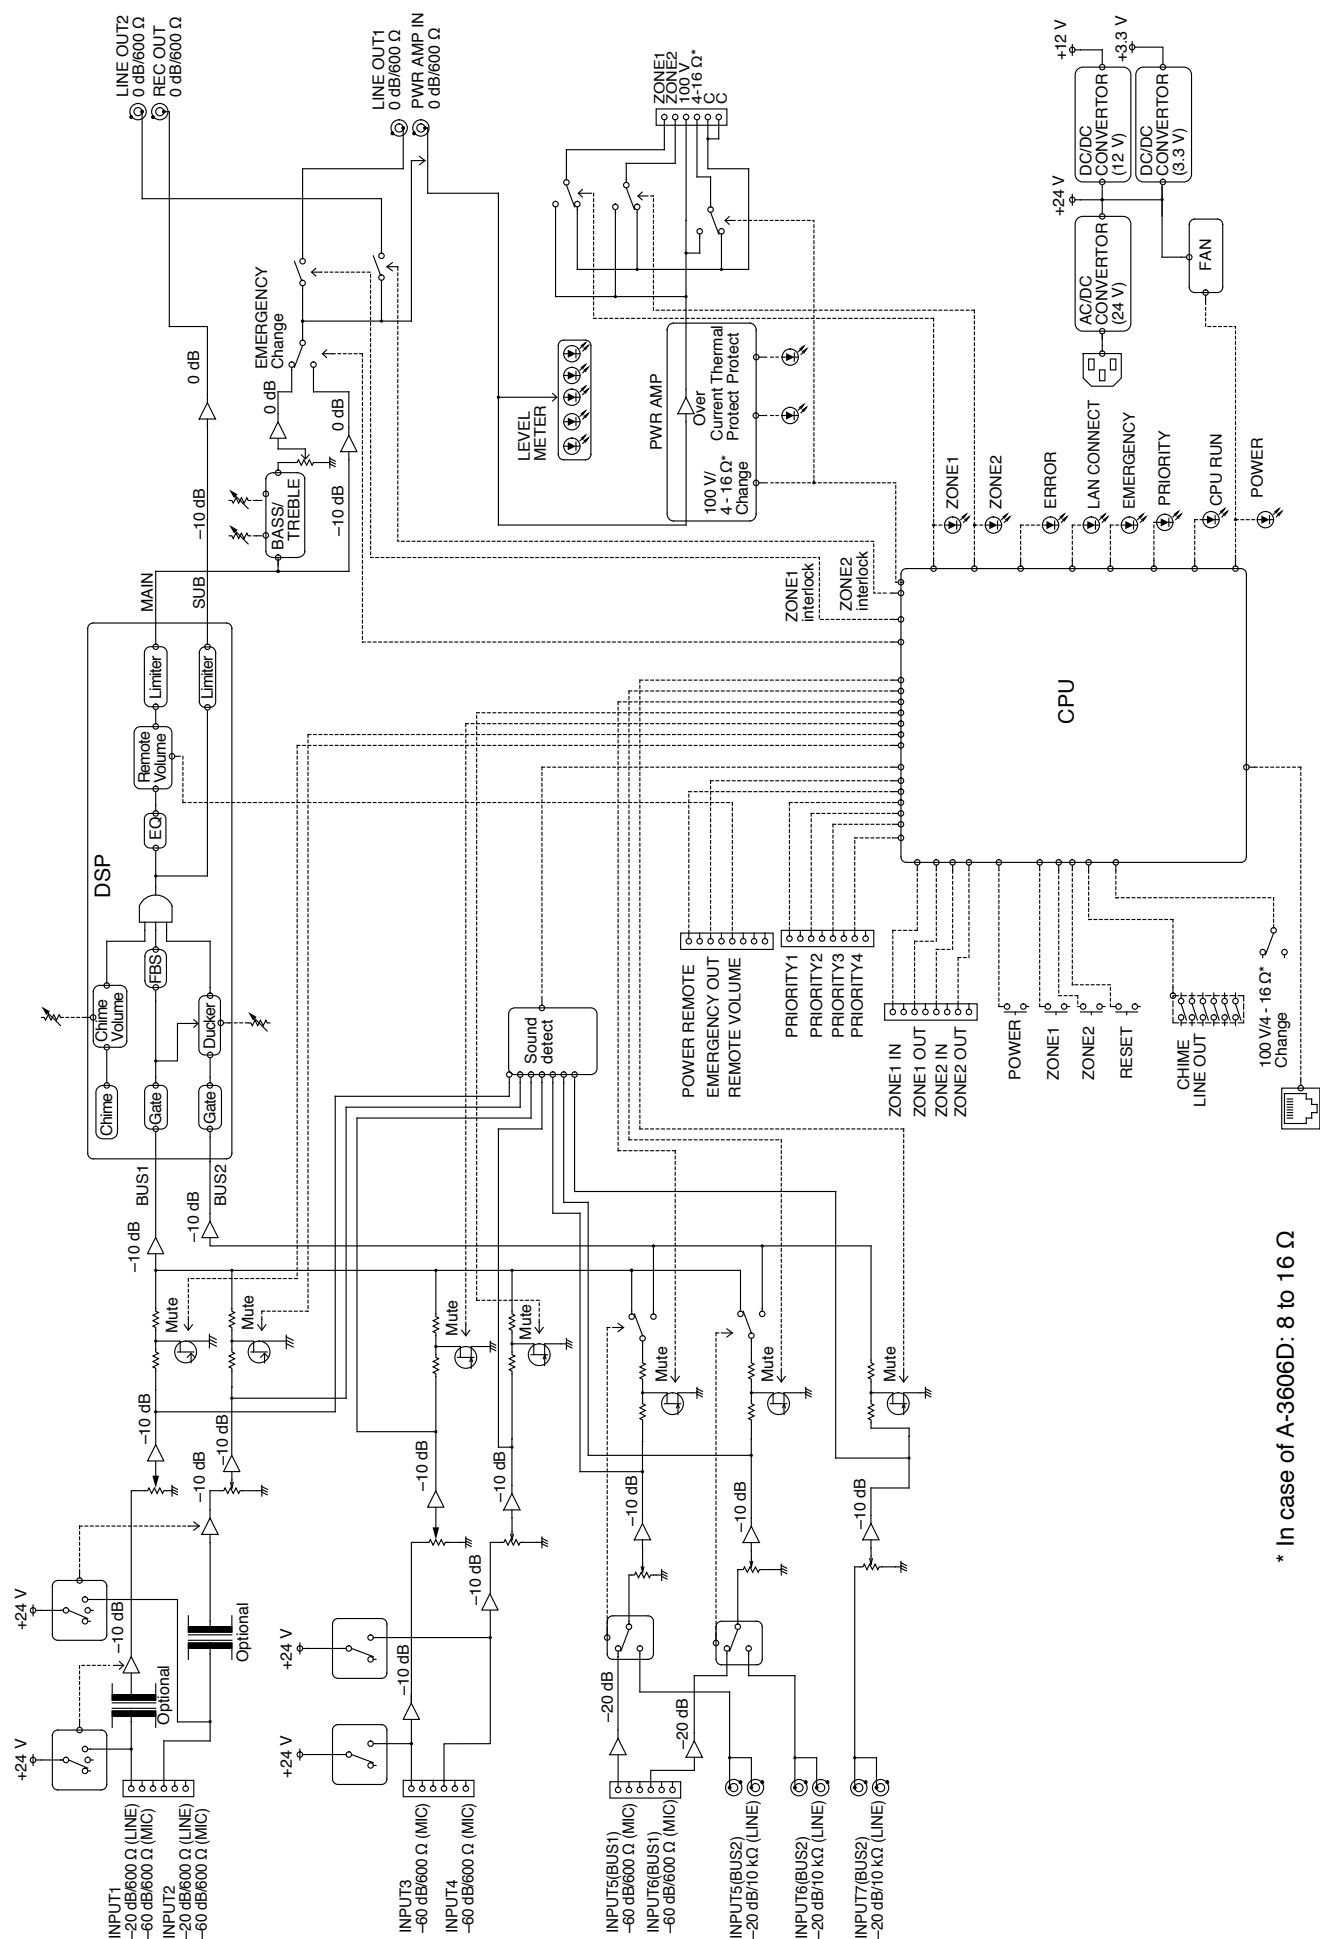 INPUT1
–20 dB/600 Ω (LINE)
–60 dB/600 Ω (MIC)
INPUT2
–20 dB/600 Ω (LINE)
–60 dB/600 Ω (MIC)
+24 V
+24 V
Optional
–10 dB
Optional
–10 dB
–10 dB
–10 dB
Mute
Mute
–10 dB
BUS1
–10 dB
BUS2
INPUT3
–60 dB/600 Ω (MIC)
INPUT4
–60 dB/600 Ω (MIC)
+24 V
+24 V
–10 dB
–10 dB
–10 dB
–10 dB
Mute
Mute
INPUT5(BUS1)
–60 dB/600 Ω (MIC)
INPUT6(BUS1)
–60 dB/600 Ω (MIC)
–20 dB
–20 dB
–10 dB
–10 dB
Mute
Mute
INPUT5(BUS2)
–20 dB/10 kΩ (LINE)
INPUT6(BUS2)
–20 dB/10 kΩ (LINE)
INPUT7(BUS2)
–20 dB/10 kΩ (LINE)
–10 dB
Mute
DSP
Chime
Chime
Volume
Gate
FBS
Gate
Ducker
EQ
Remote
Volume
Limiter
Limiter
MAIN
SUB
–10 dB
0 dB
BASS/
TREBLE
0 dB
–10 dB
0 dB
EMERGENCY
Change
LINE OUT2
0 dB/600 Ω
REC OUT
0 dB/600 Ω
LINE OUT1
0 dB/600 Ω
PWR AMP IN
0 dB/600 Ω
LEVEL
METER
PWR AMP
100 V/
4 - 16 Ω*
Change
Over
Current
Protect
Thermal
Protect
ZONE1
ZONE2
100 V
4-16 Ω*
C
C
Sound
detect
POWER REMOTE
EMERGENCY OUT
REMOTE VOLUME
PRIORITY1
PRIORITY2
PRIORITY3
PRIORITY4
ZONE1 IN
ZONE1 OUT
ZONE2 IN
ZONE2 OUT
POWER
ZONE1
ZONE2
RESET
CHIME
LINE OUT
100 V/4 - 16 Ω*
Change
CPU
ZONE1
interlock
ZONE2
interlock
ZONE1
ZONE2
ERROR
LAN CONNECT
EMERGENCY
PRIORITY
CPU RUN
POWER
AC/DC
CONVERTOR
(24 V)
+24 V
DC/DC
CONVERTOR
(12 V)
+12 V
DC/DC
CONVERTOR
(3.3 V)
+3.3 V
FAN
* In case of A-3606D: 8 to 16 Ω